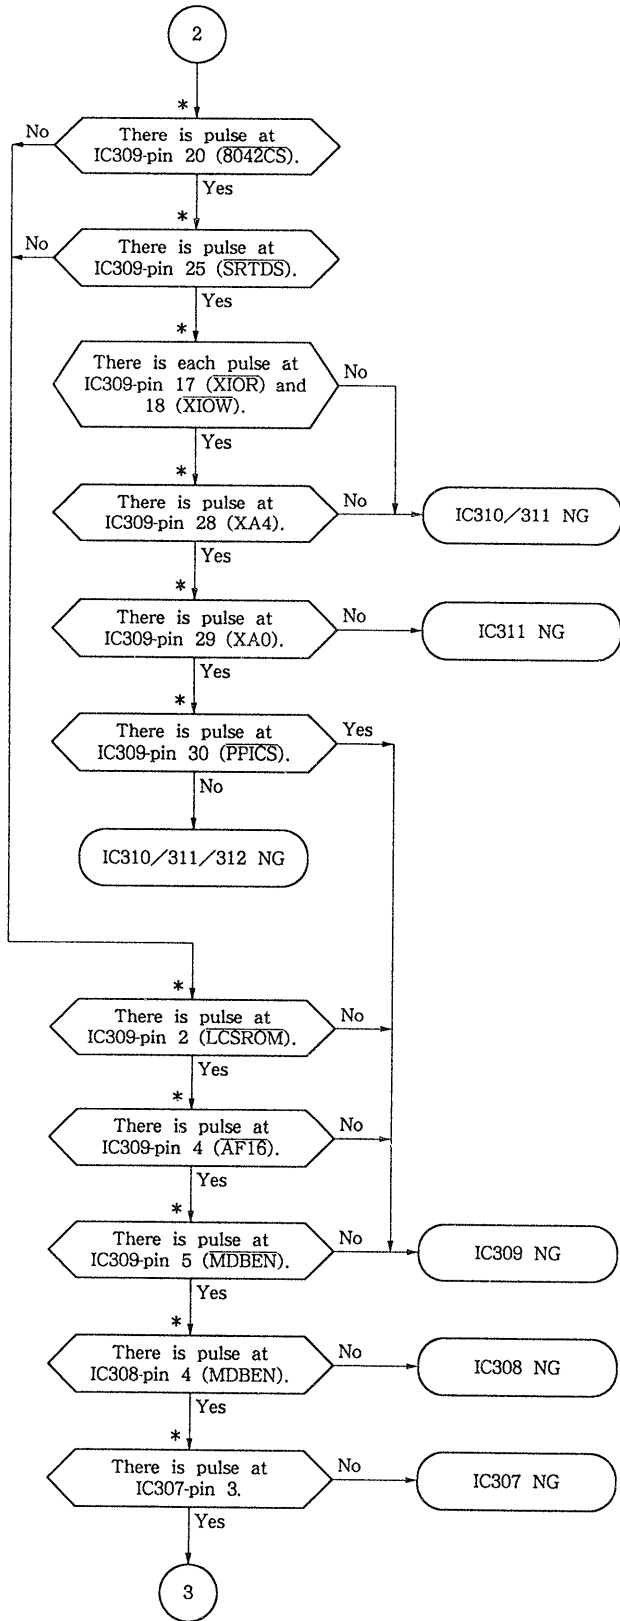 2
*
No
There is pulse at
IC309-pin 20 (8042CS).
Yes
*
No
There is pulse at
IC309-pin 25 (SRTDS).
Yes
*
There is each pulse at
IC309-pin 17 (XIOR) and
18 (XIOW).
No
Yes
*
There is pulse at
IC309-pin 28 (XA4).
No
IC310/311 NG
Yes
*
There is pulse at
IC309-pin 29 (XA0).
No
IC311 NG
Yes
*
There is pulse at
IC309-pin 30 (PPICS).
Yes
No
IC310/311/312 NG
*
There is pulse at
IC309-pin 2 (LCSROM).
No
Yes
*
There is pulse at
IC309-pin 4 (AF16).
No
Yes
*
There is pulse at
IC309-pin 5 (MDBEN).
No
IC309 NG
Yes
*
There is pulse at
IC308-pin 4 (MDBEN).
No
IC308 NG
Yes
*
There is pulse at
IC307-pin 3.
No
IC307 NG
Yes
3